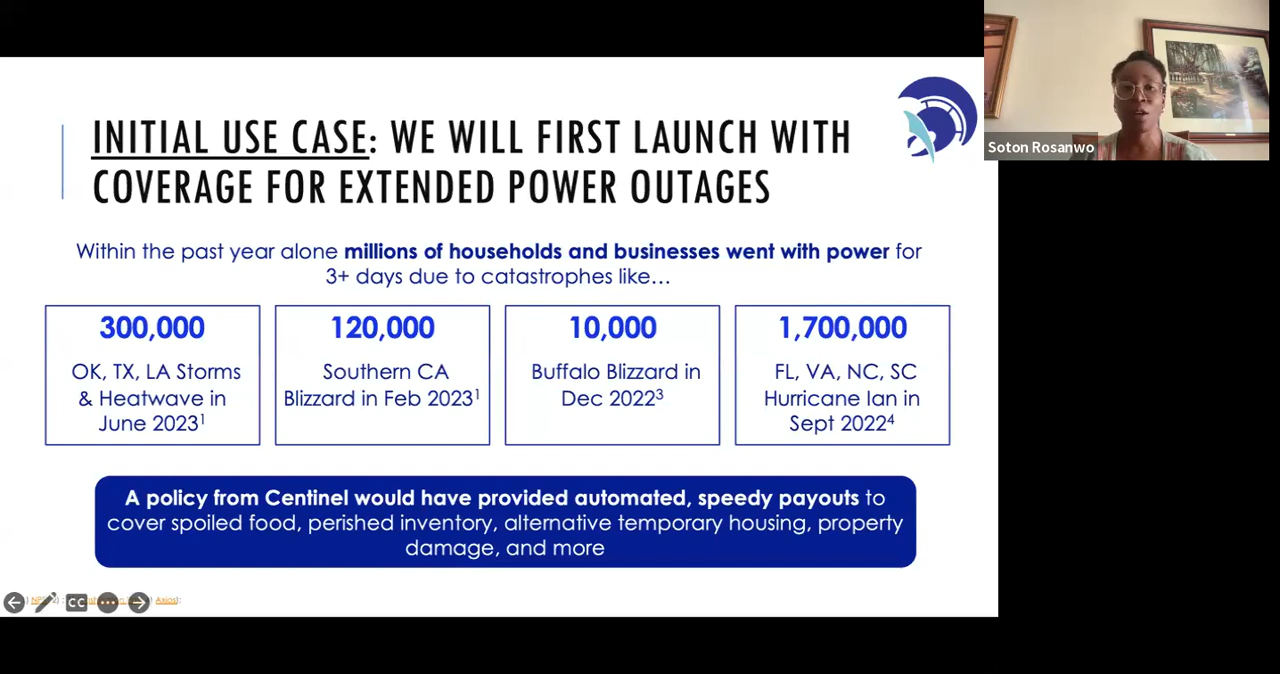 INITIAL USE CASE: WE WILL FIRST LAUNCH WITH
COVERAGE FOR EXTENDED POWER OUTAGES
Soton Rosanwo
Within the past year alone millions of households and businesses went with power for
3+ days due to catastrophes like…
300,000
OK, TX, LA Storms
& Heatwave in
June 2023¹
120,000
Southern CA
Blizzard in Feb 2023¹
10,000
Buffalo Blizzard in
Dec 2022³
1,700,000
FL, VA, NC, SC
Hurricane Ian in
Sept 2022⁴
A policy from Centinel would have provided automated, speedy payouts to
cover spoiled food, perished inventory, alternative temporary housing, property
damage, and more
CC
Axios):